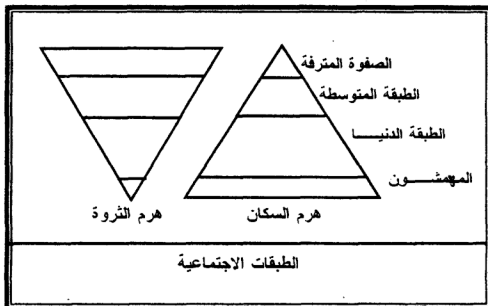 الصفوة المترفة
الطبقة المتوسطة
الطبقة الدنيـــا
المهمشـــون
هرم السكان
هرم الثروة
الطبقات الاجتماعية